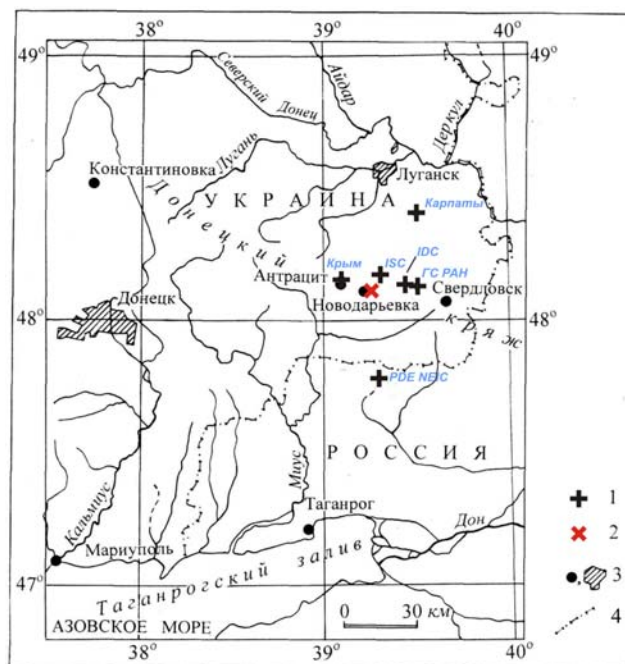 38° 39° 40°
49° 49°
Северский Донец
Айдар
Деркул
Лугань
Константиновка
Луганск
УКРАИНА
Донецкий кряж
Карпаты
IDC
Крым
ISC
ГС РАН
Антрацит
Свердловск
Новодарьевка
Донецк
48° 48°
PDE NEIC
РОССИЯ
Миус
Кальмиус
Таганрог
Дон
Мариуполь
47° 47°
Таганрогский залив
АЗОВСКОЕ МОРЕ
0 30 км
38° 39° 40°
1
2
3
4